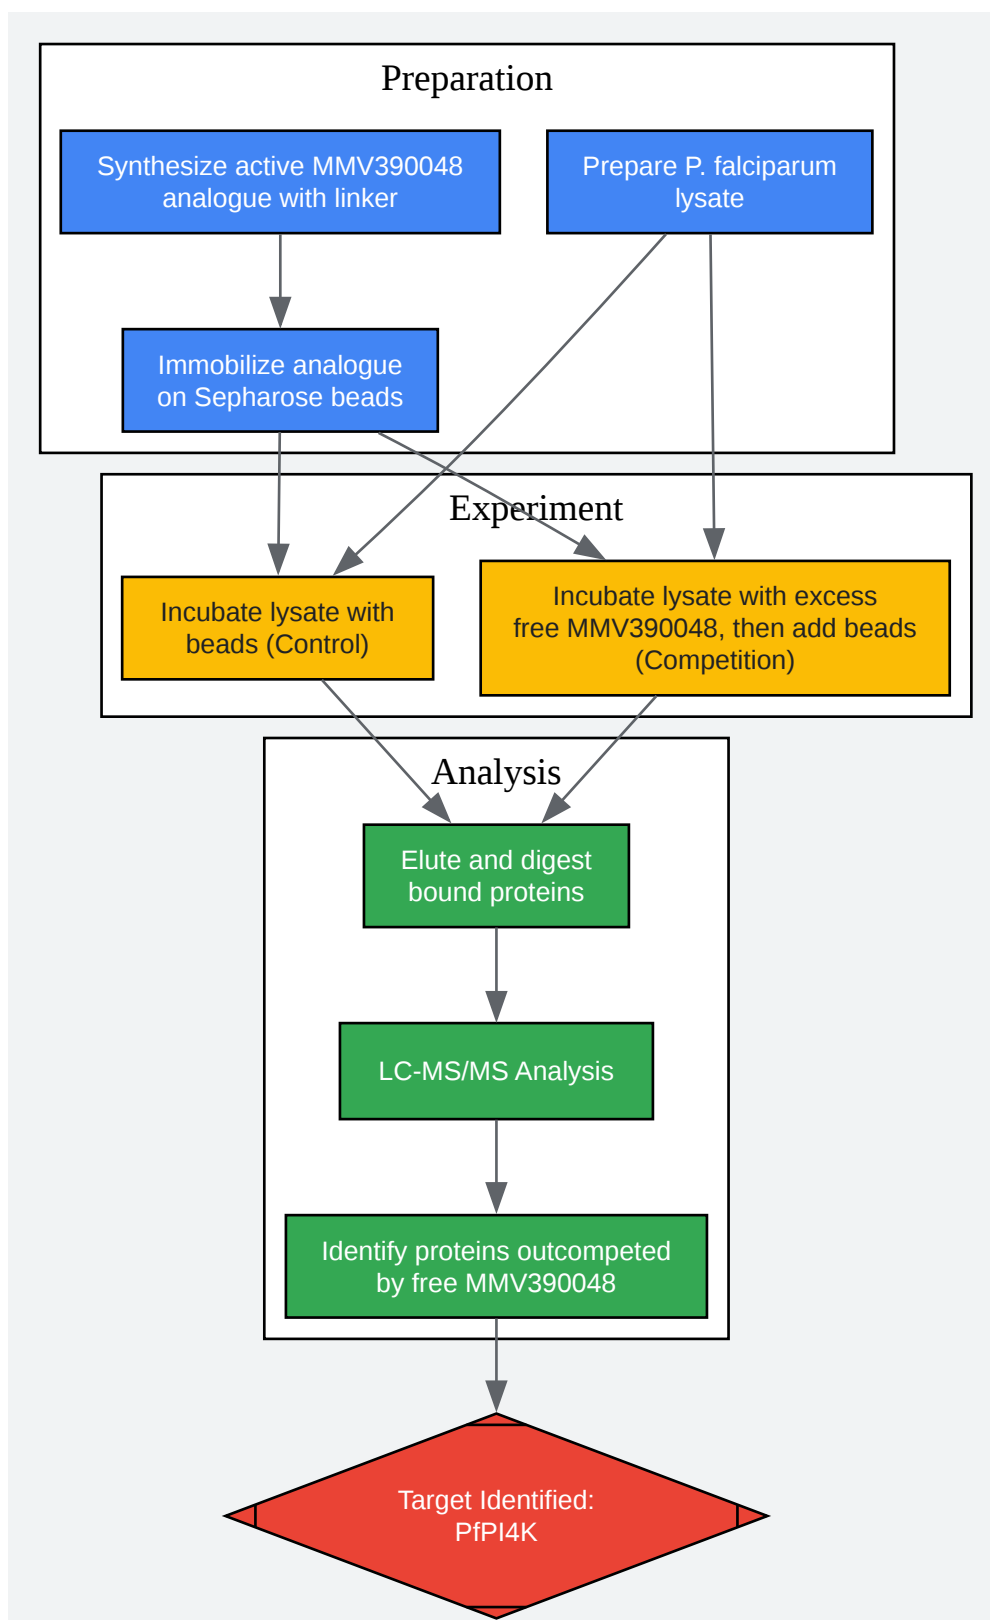 Preparation
Synthesize active MMV390048
analogue with linker
Prepare P. falciparum
lysate
Immobilize analogue
on Sepharose beads
Experiment
Incubate lysate with
beads (Control)
Incubate lysate with excess
free MMV390048, then add beads
(Competition)
Analysis
Elute and digest
bound proteins
LC-MS/MS Analysis
Identify proteins outcompeted
by free MMV390048
Target Identified:
PfPI4K